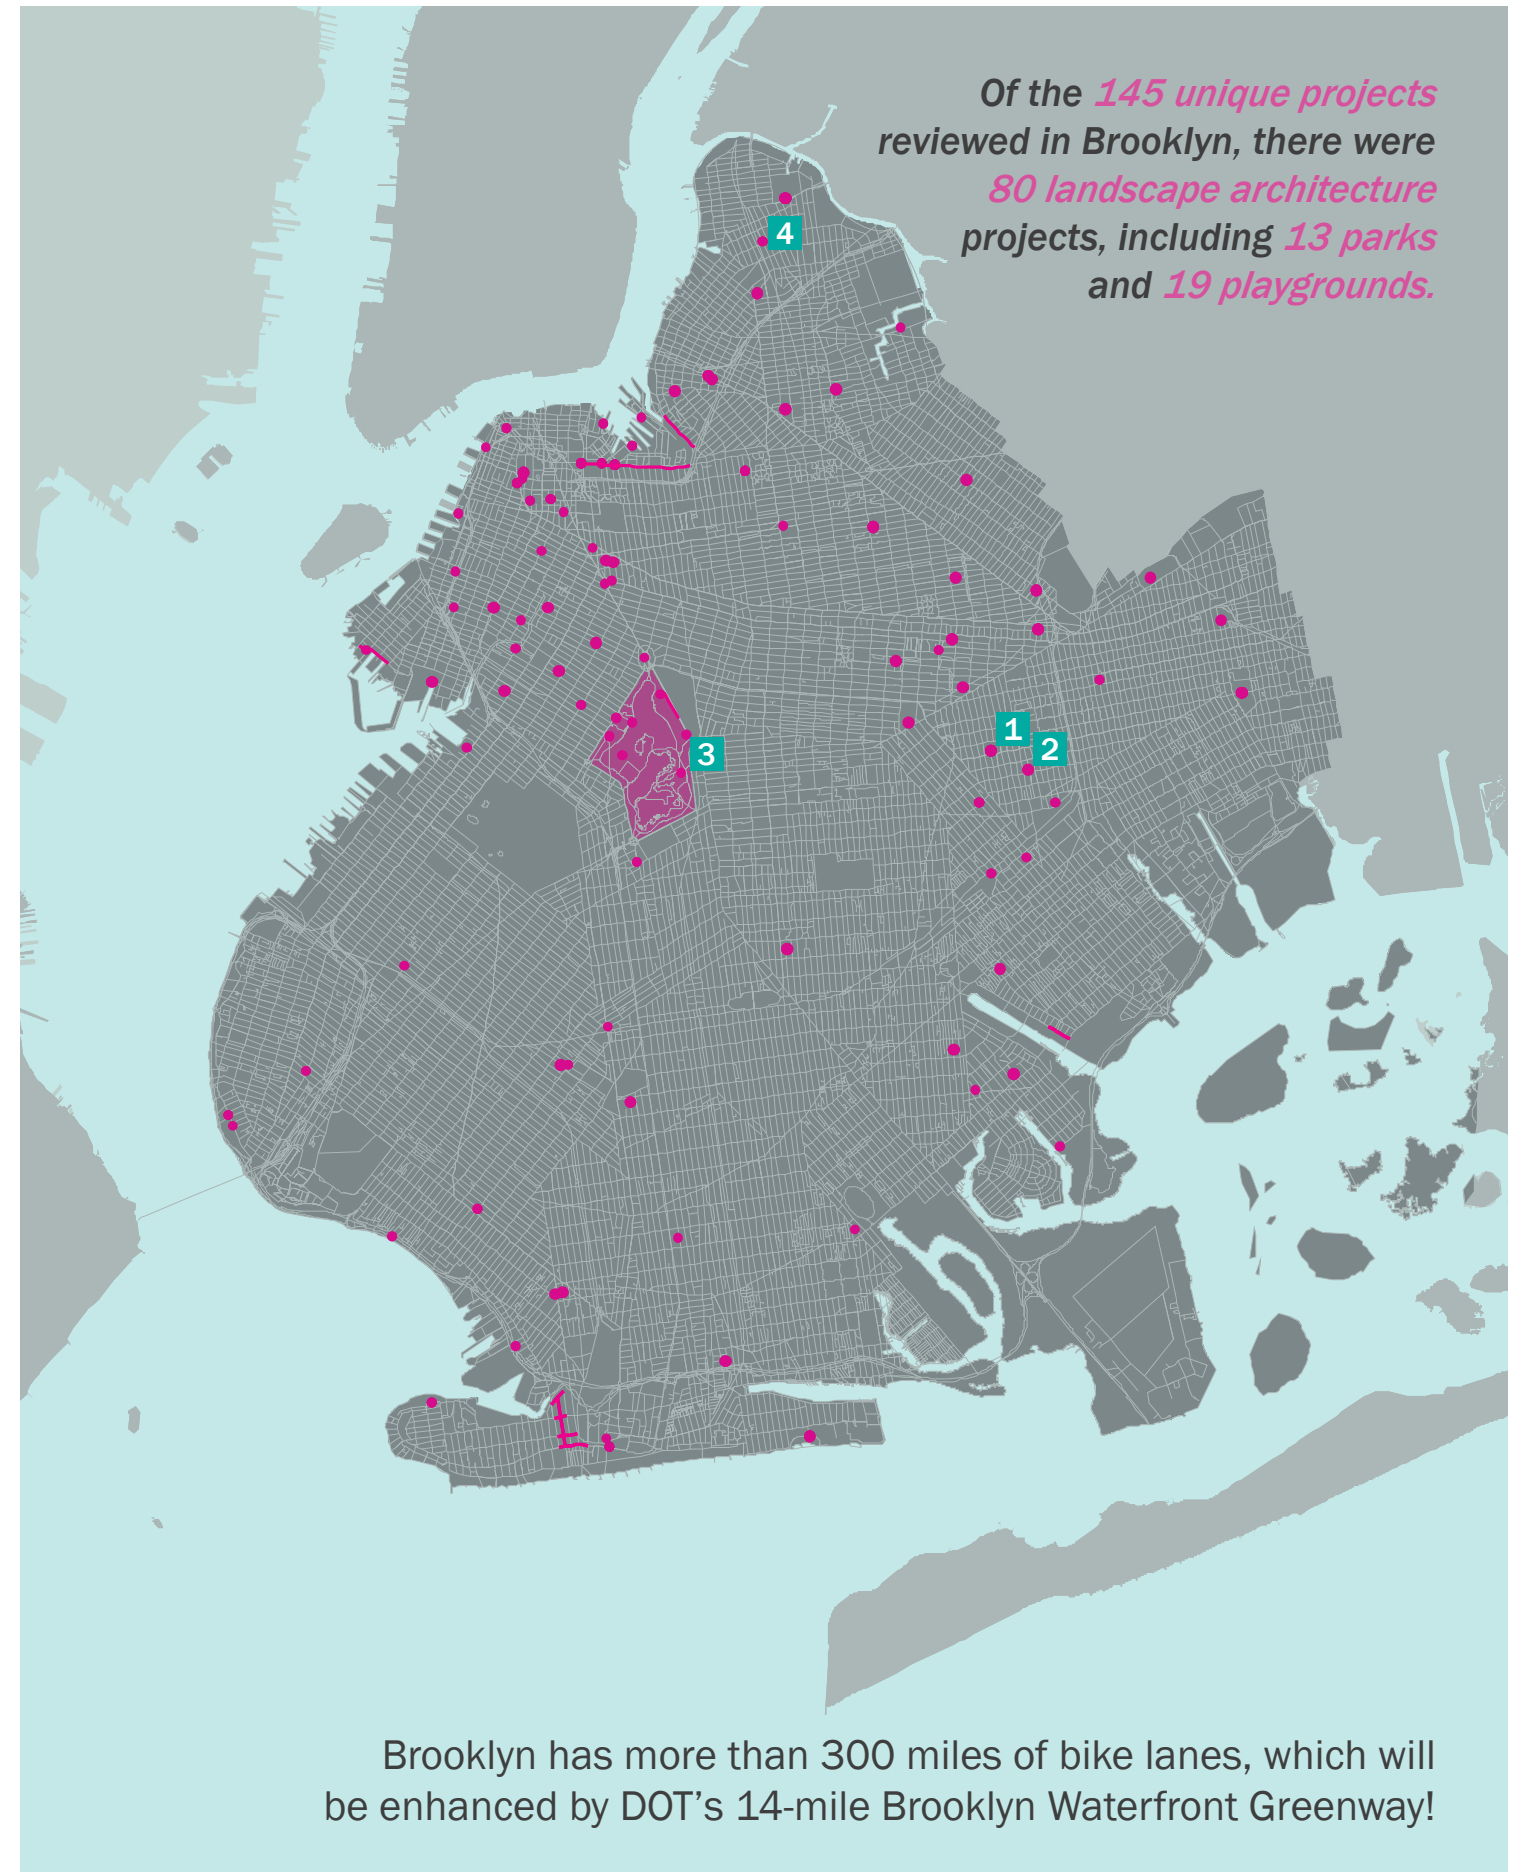 Of the 145 unique projects
reviewed in Brooklyn, there were
80 landscape architecture
projects, including 13 parks
and 19 playgrounds.
4
1
2
3
Brooklyn has more than 300 miles of bike lanes, which will
be enhanced by DOT’s 14-mile Brooklyn Waterfront Greenway!